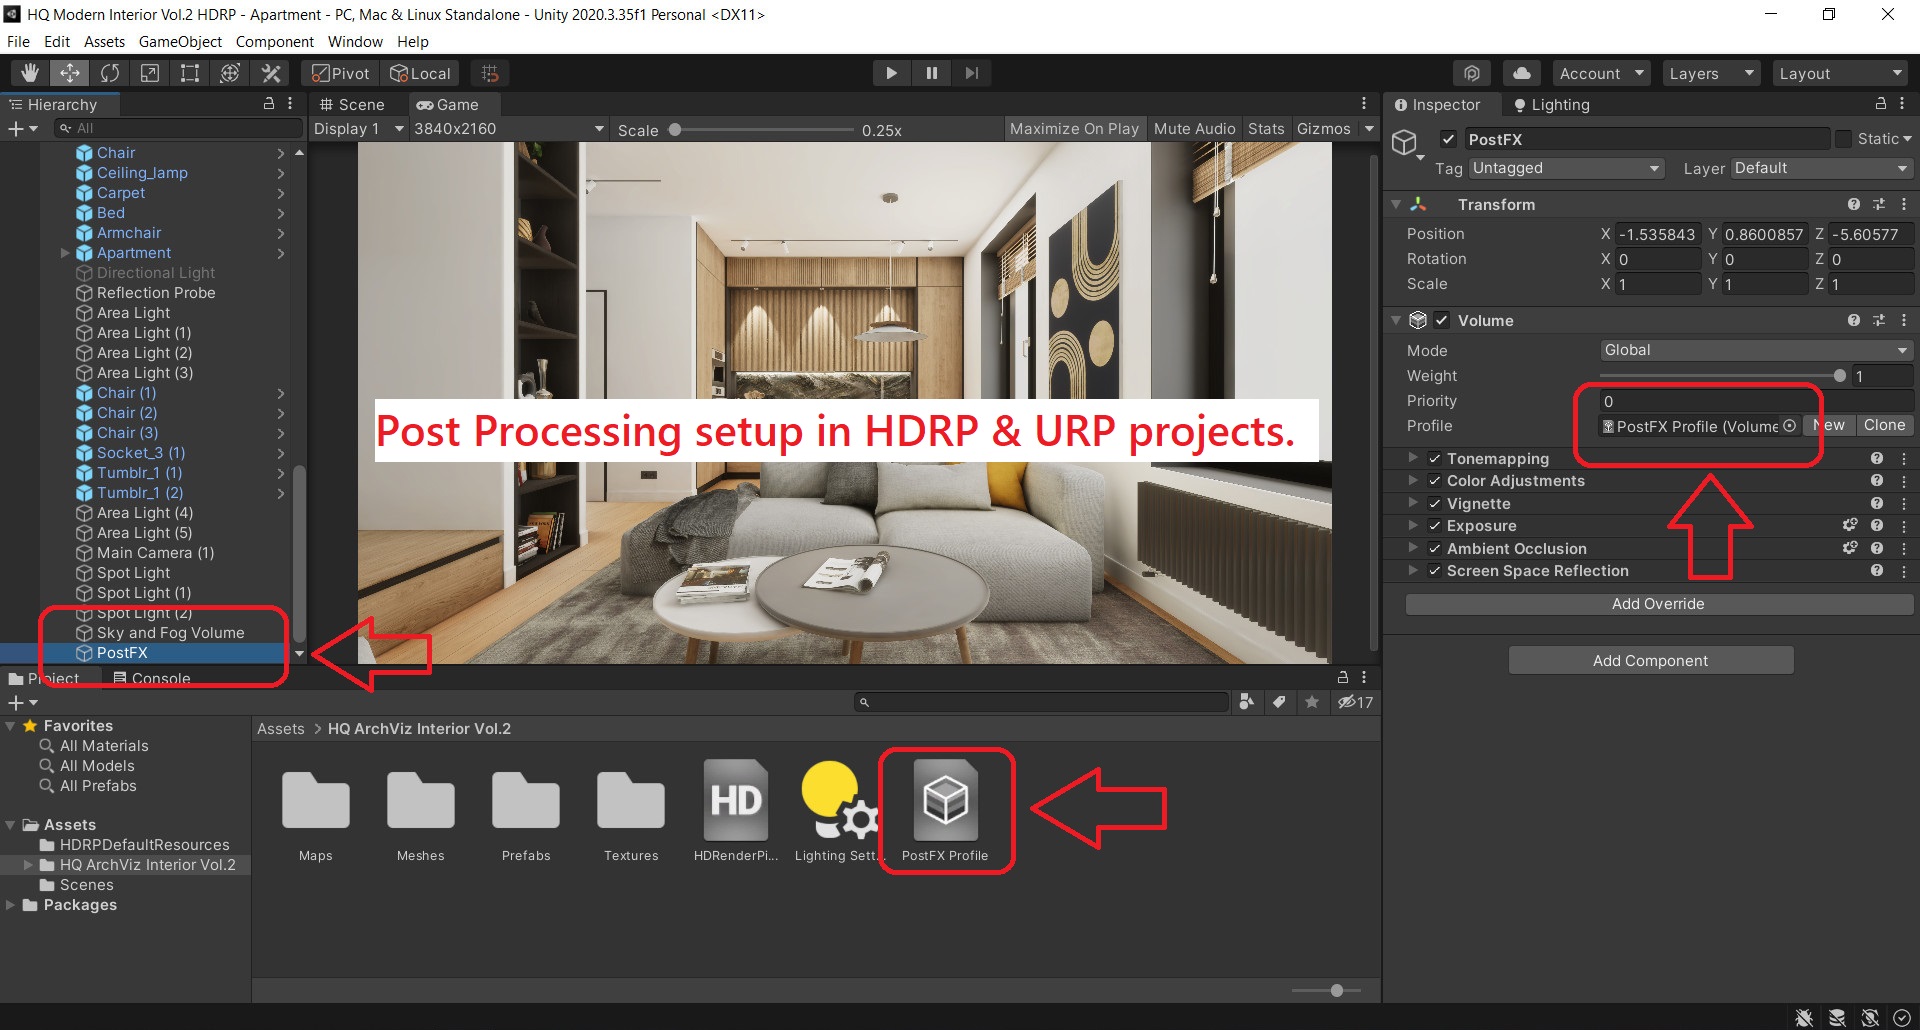 HQ Modern Interior Vol.2 HDRP - Apartment - PC, Mac & Linux Standalone - Unity 2020.3.35f1 Personal <DX11>
File Edit Assets GameObject Component Window Help
Pivot Local Account Layers Layout
Hierarchy
All
Chair
Ceiling_lamp
Carpet
Bed
Armchair
Apartment
Directional Light
Reflection Probe
Area Light
Area Light (1)
Area Light (2)
Area Light (3)
Chair (1)
Chair (2)
Chair (3)
Socket_3 (1)
Tumblr_1 (1)
Tumblr_1 (2)
Area Light (4)
Area Light (5)
Main Camera (1)
Spot Light
Spot Light (1)
Spot Light (2)
Sky and Fog Volume
PostFX
Scene Game
Display 1 3840x2160 Scale 0.25x Maximize On Play Mute Audio Stats Gizmos
Post Processing setup in HDRP & URP projects.
Inspector Lighting
PostFX Static
Tag Untagged Layer Default
Transform
Position X -1.535843 Y 0.8600857 Z -5.60577
Rotation X 0 Y 0 Z 0
Scale X 1 Y 1 Z 1
Volume
Mode Global
Weight 1
Priority 0
Profile PostFX Profile (Volume New Clone
Tonemapping
Color Adjustments
Vignette
Exposure
Ambient Occlusion
Screen Space Reflection
Add Override
Add Component
Project Console
17
Favorites
All Materials
All Models
All Prefabs
Assets
HDRPDefaultResources
HQ ArchViz Interior Vol.2
Scenes
Packages
Assets > HQ ArchViz Interior Vol.2
HD
Maps Meshes Prefabs Textures HDRenderPi... Lighting Sett... PostFX Profile